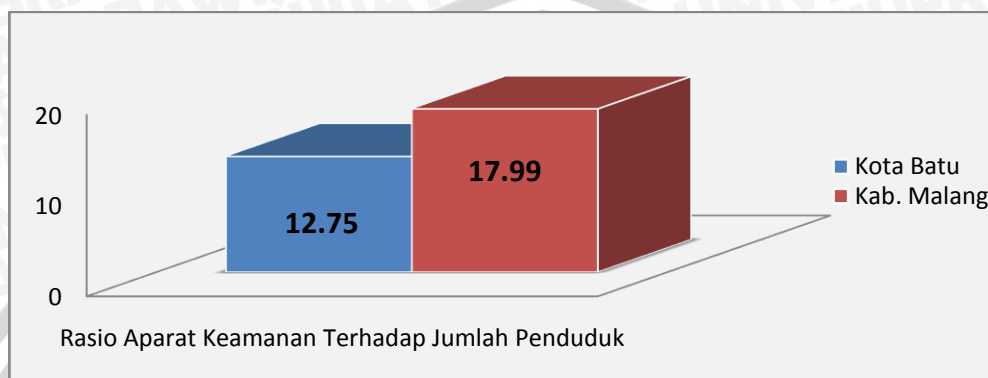 20
10
0
12.75
17.99
Kota Batu
Kab. Malang
Rasio Aparat Keamanan Terhadap Jumlah Penduduk